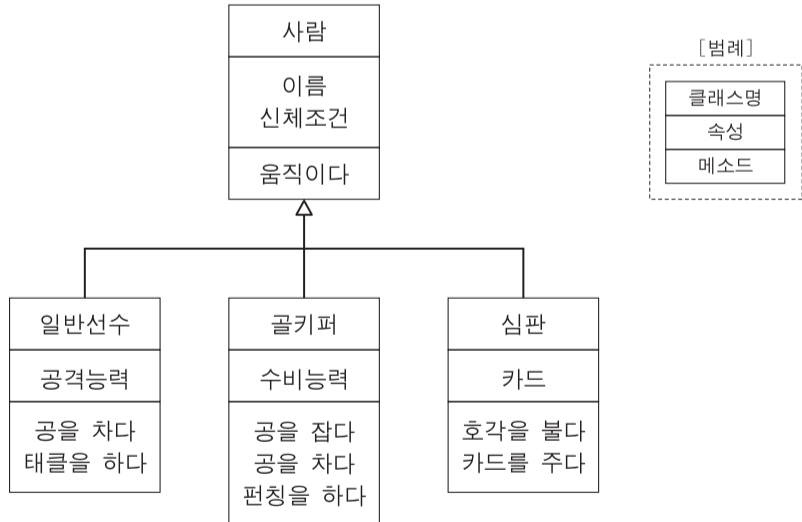 사람
이름
신체조건
움직이다
[범례]
클래스명
속성
메소드
일반선수
공격능력
공을 차다
태클을 하다
골키퍼
수비능력
공을 잡다
공을 차다
펀칭을 하다
심판
카드
호각을 불다
카드를 주다